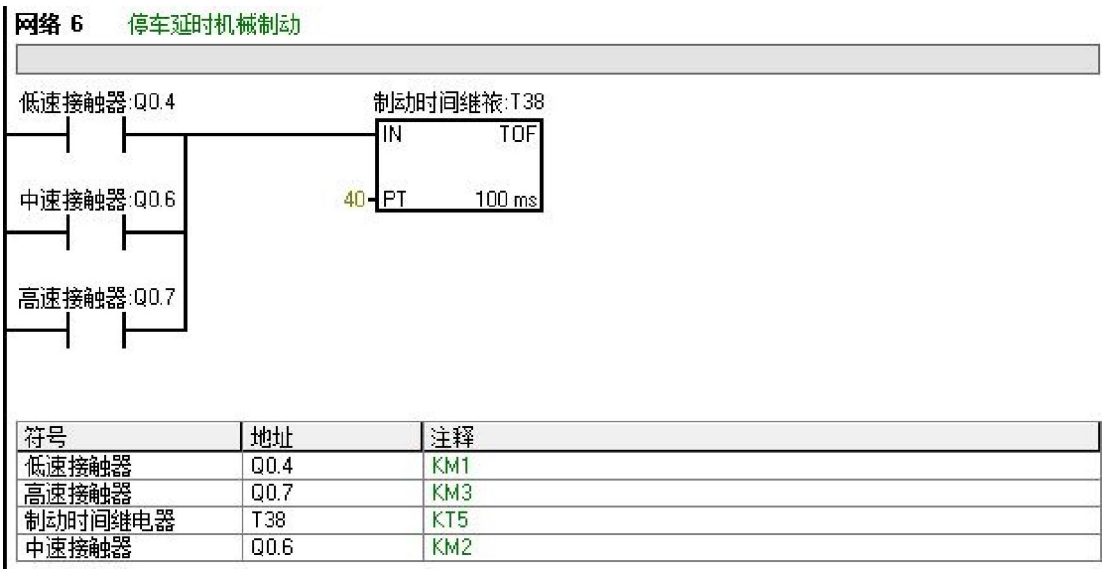 网络 6 停车延时机械制动
低速接触器:Q0.4 制动时间继~:T38
IN TOF
中速接触器:Q0.6 40 PT 100 ms
高速接触器:Q0.7
符号 地址 注释
低速接触器 Q0.4 KM1
高速接触器 Q0.7 KM3
制动时间继电器 T38 KT5
中速接触器 Q0.6 KM2